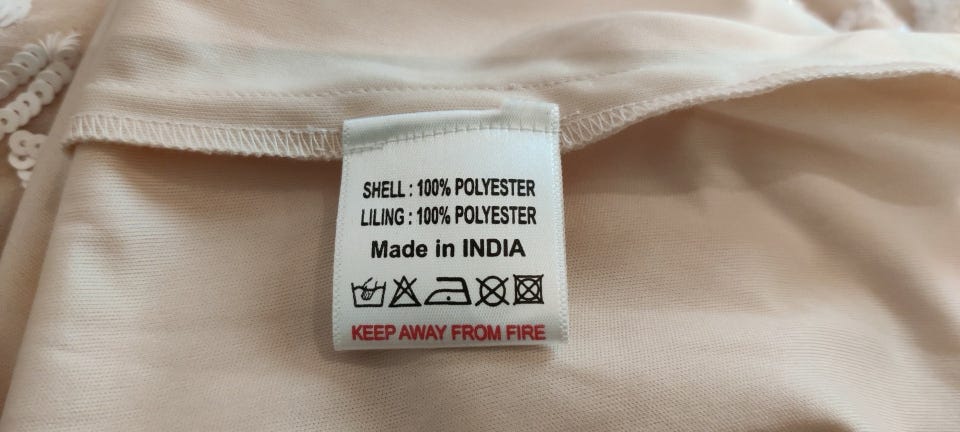 SHELL : 100% POLYESTER
LILING : 100% POLYESTER
Made in INDIA
KEEP AWAY FROM FIRE